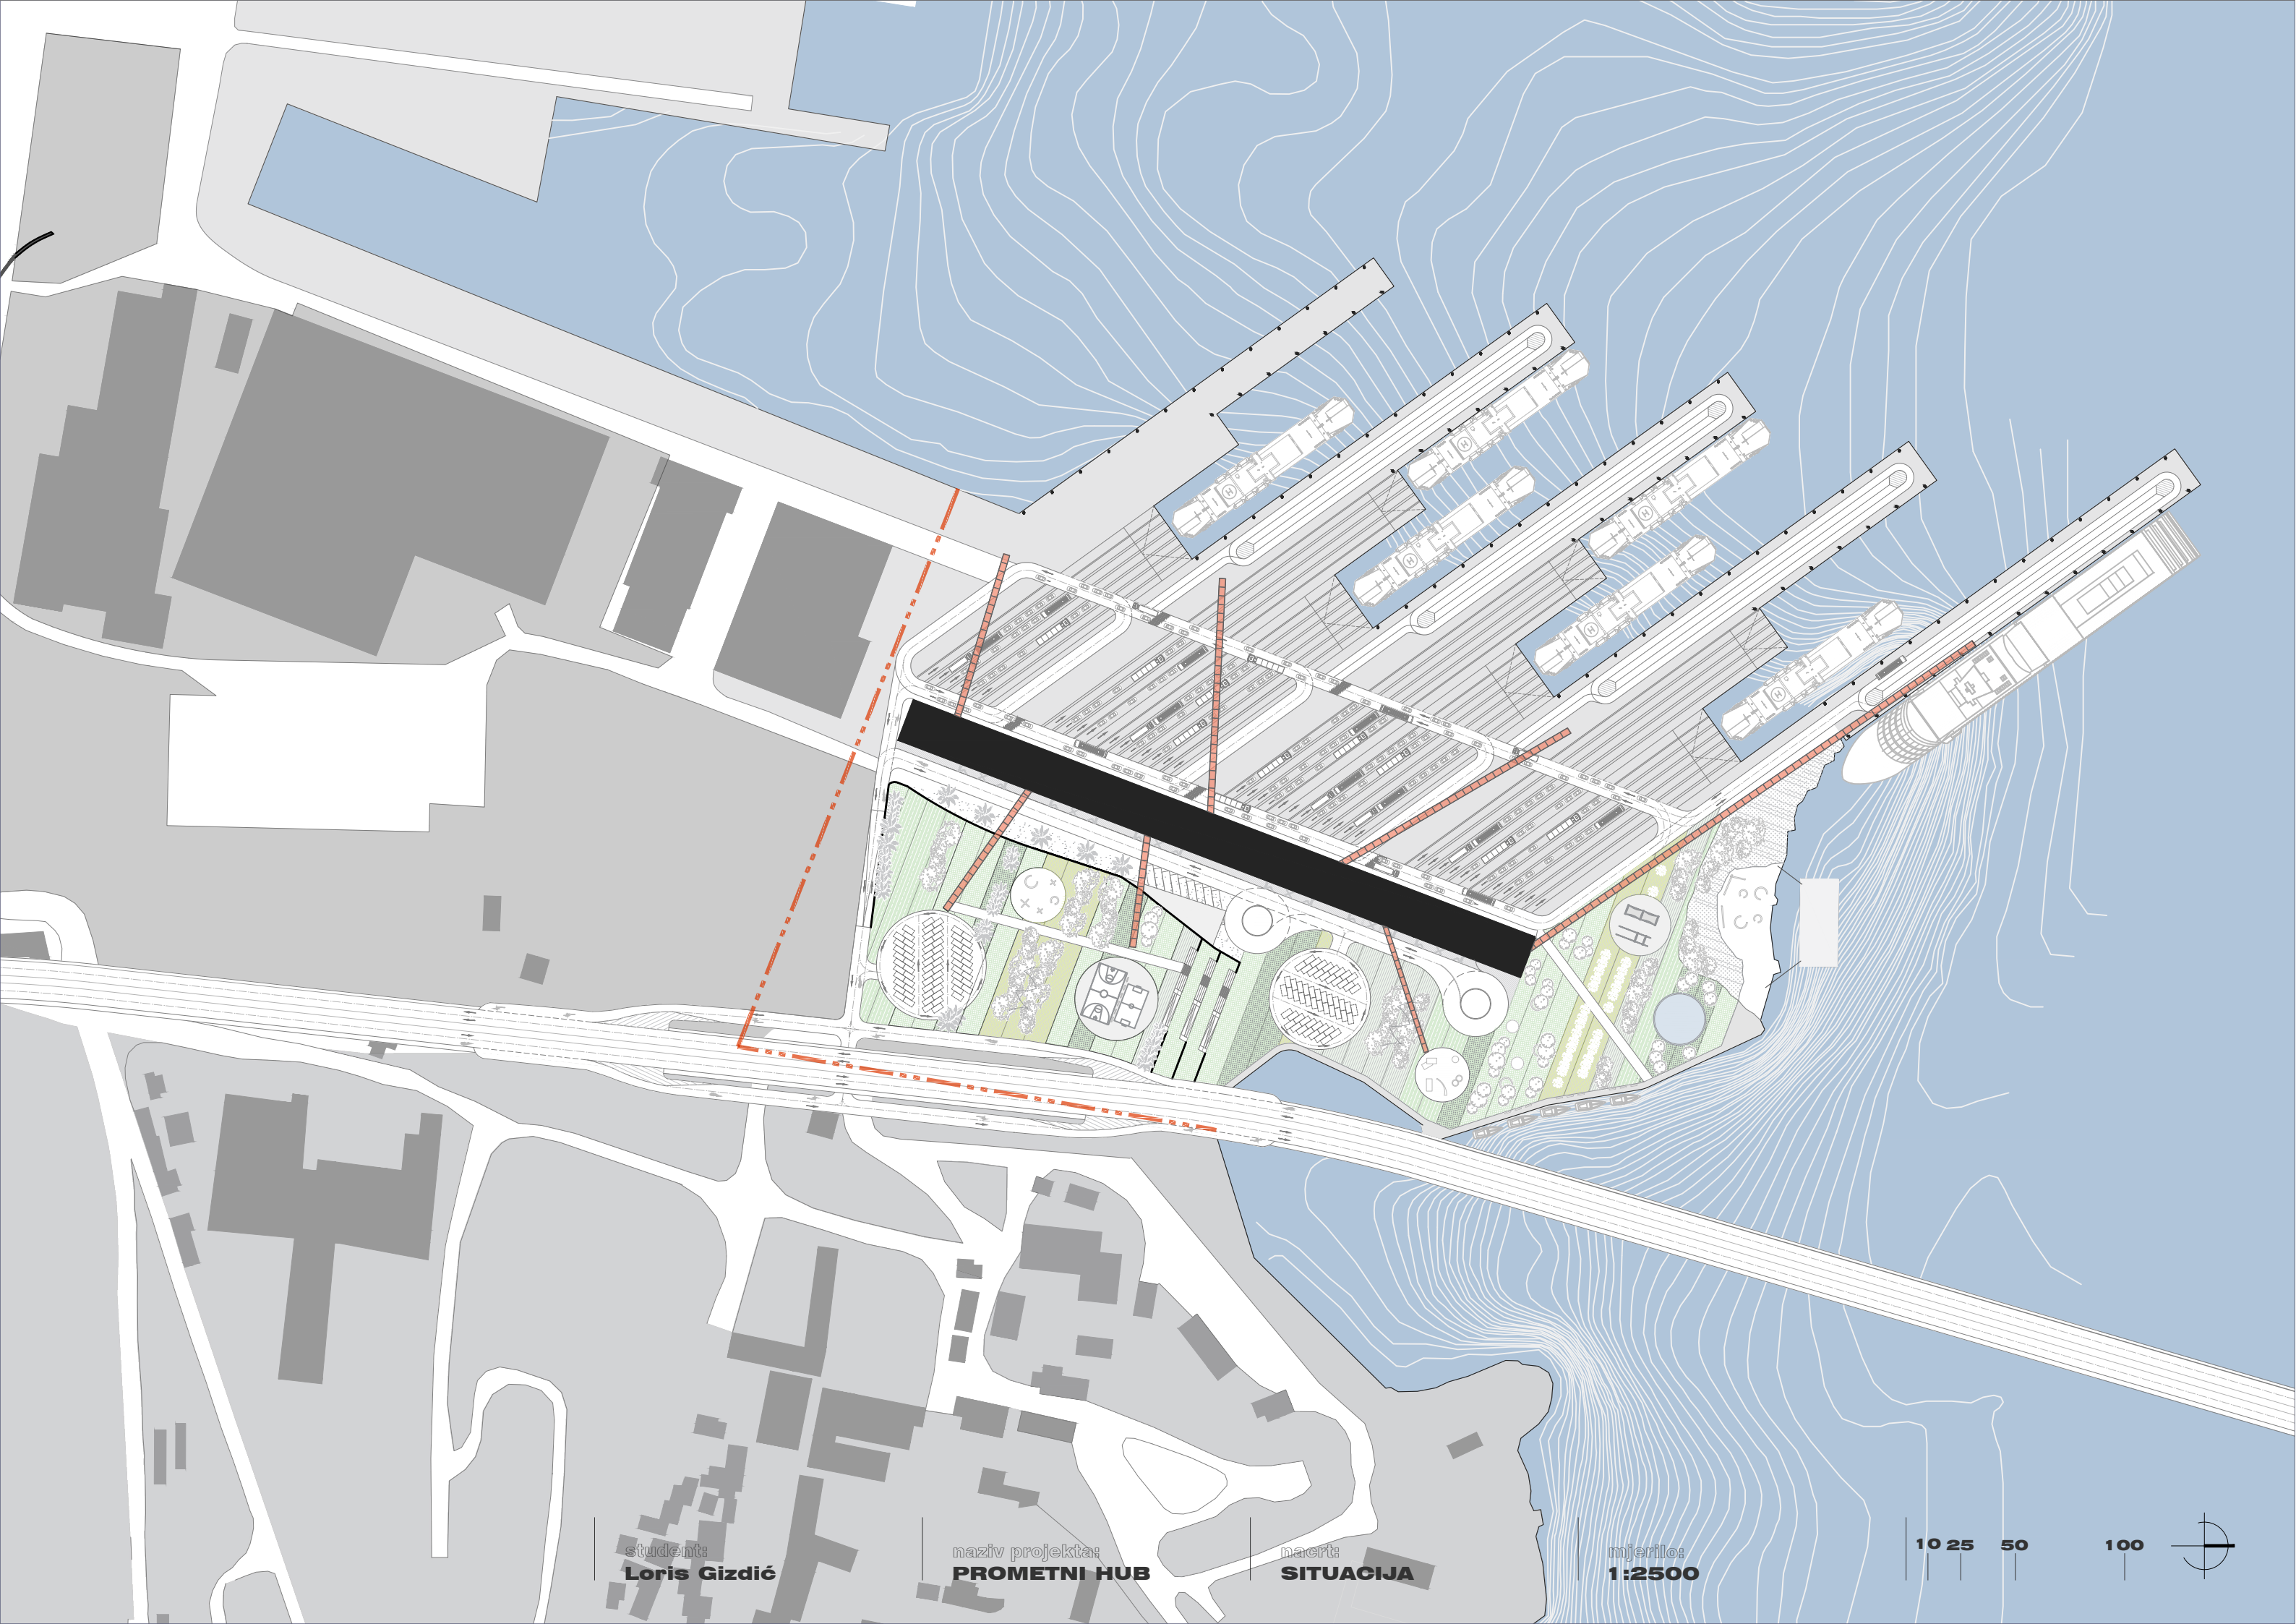 student:
Loris Gizdić
naziv projekta:
PROMETNI HUB
nacrt:
SITUACIJA
mjerilo:
1:2500
10 25 50 100
H
H
H
H
H
H